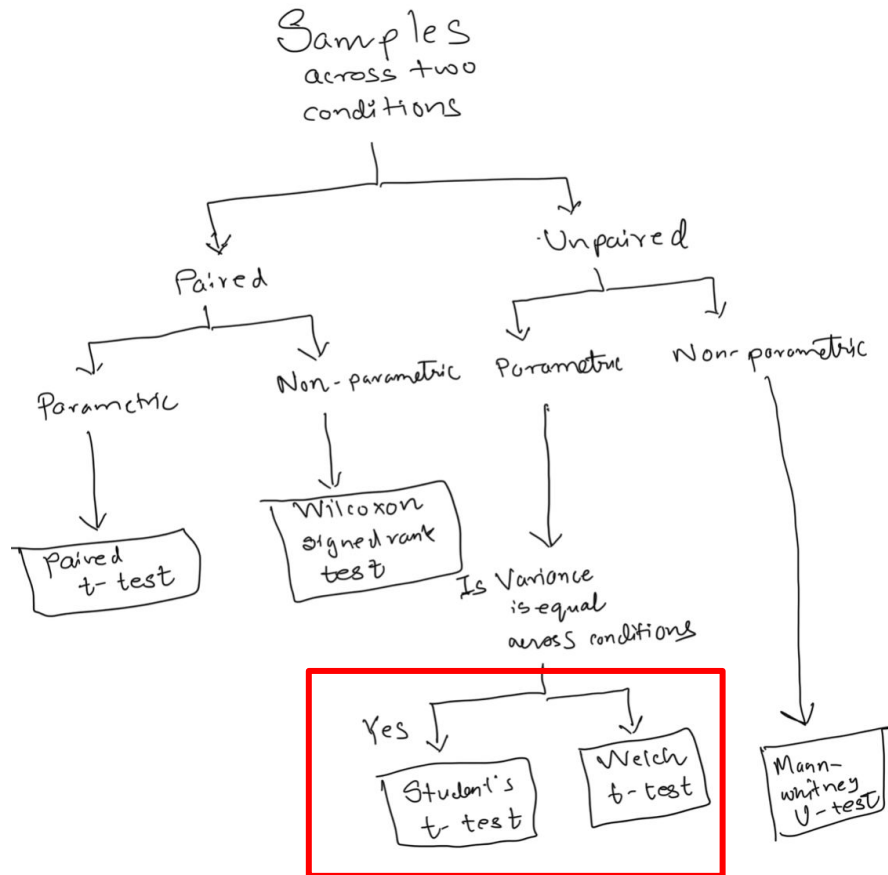 Samples
across two
conditions
Paired
Unpaired
Parametric
Non-parametric
Parametric
Non-parametric
Paired
t-test
Wilcoxon
signed rank
test
Is Variance
is equal
across conditions
Yes
Student's
t-test
Welch
t-test
Mann-
whitney
U-test